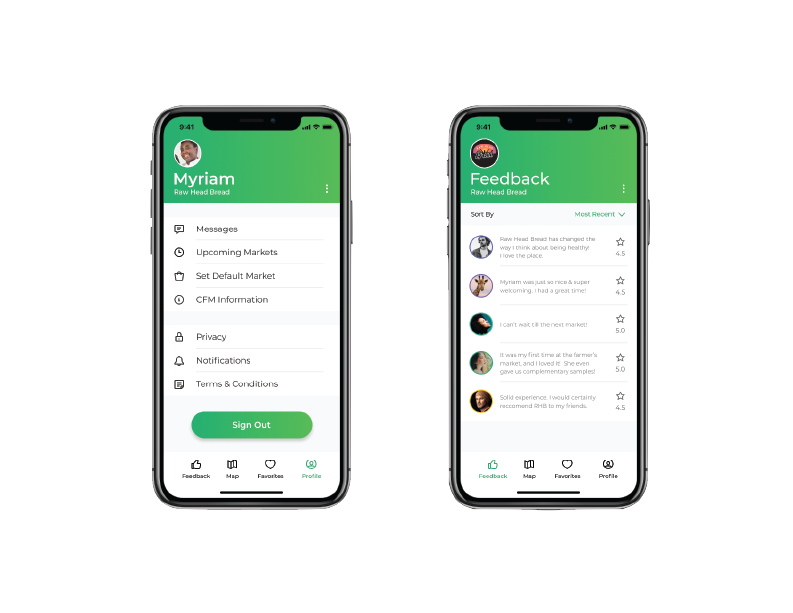 9:41
Myriam
Raw Head Bread
Messages
Upcoming Markets
Set Default Market
CFM Information
Privacy
Notifications
Terms & Conditions
Sign Out
Feedback
Map
Favorites
Profile
9:41
Feedback
Raw Head Bread
Sort By
Most Recent
Raw Head Bread has changed the
way I think about being healthy!
I love the place.
4.5
Myriam was just so nice & super
welcoming. I had a great time!
4.5
I can't wait till the next market!
5.0
It was my first time at the farmer's
market, and I loved it! She even
gave us complementary samples!
5.0
Solid experience. I would certainly
reccomend RHB to my friends.
4.5
Feedback
Map
Favorites
Profile